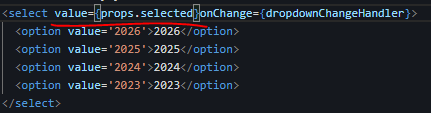 <select value={props.selected}onChange={dropdownChangeHandler}>
<option value='2026'>2026</option>
<option value='2025'>2025</option>
<option value='2024'>2024</option>
<option value='2023'>2023</option>
</select>